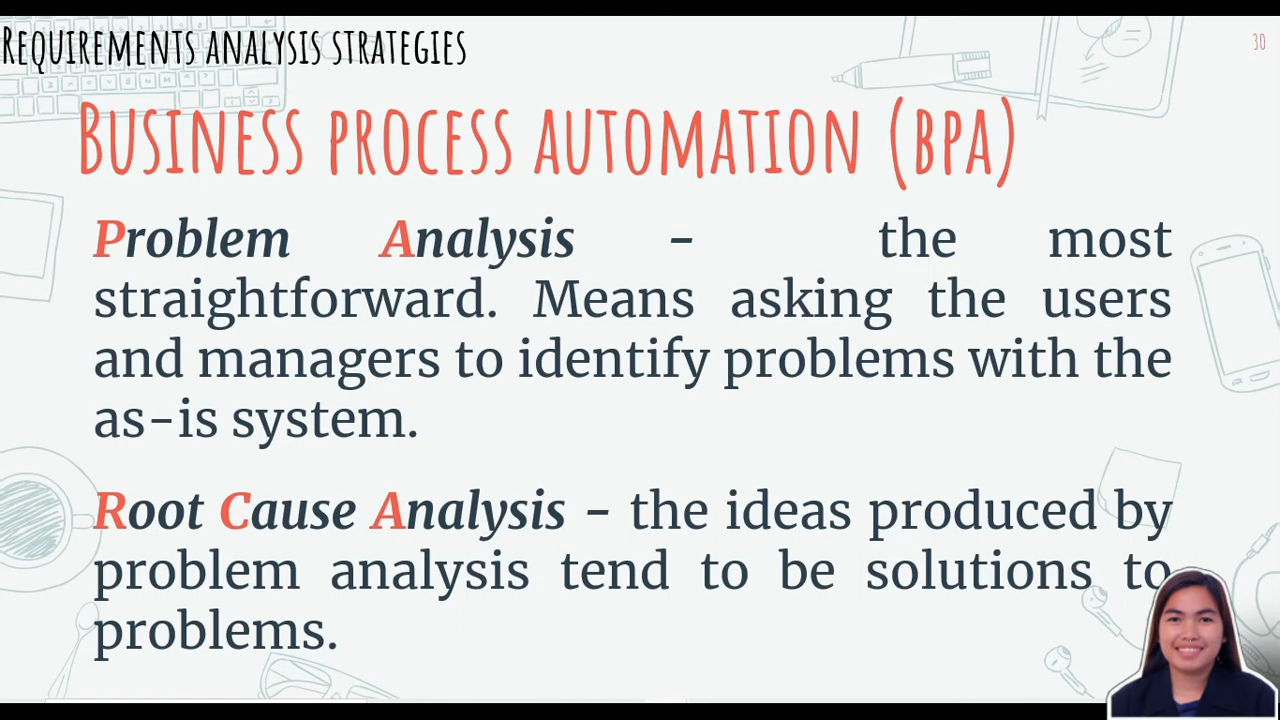 Requirements analysis strategies
30
Business process automation (BPA)
Problem Analysis – the most
straightforward. Means asking the users
and managers to identify problems with the
as-is system.
Root Cause Analysis – the ideas produced by
problem analysis tend to be solutions to
problems.